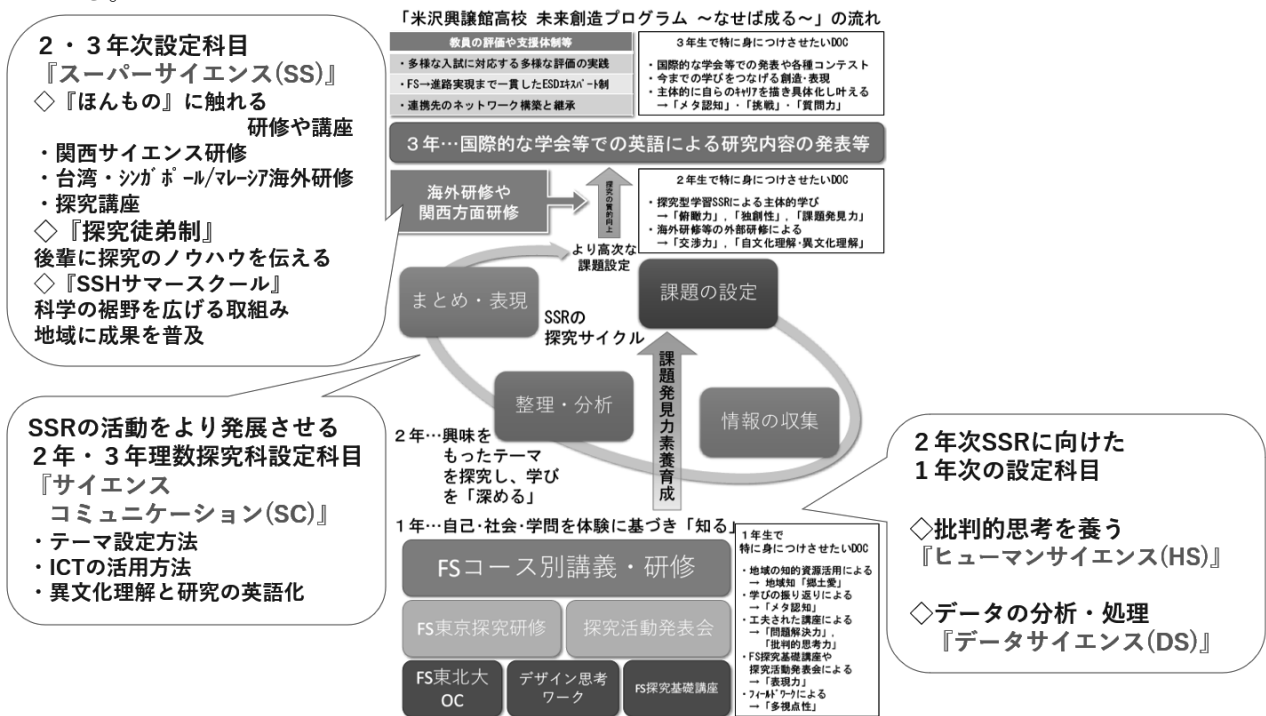 「米沢興譲館高校 未来創造プログラム ～なせば成る～」の流れ
２・３年次設定科目
『スーパーサイエンス(SS)』
◇『ほんもの』に触れる
研修や講座
・関西サイエンス研修
・台湾・ｼﾝｶﾞﾎﾟｰﾙ/ﾏﾚｰｼｱ海外研修
・探究講座
◇『探究徒弟制』
後輩に探究のノウハウを伝える
◇『SSHサマースクール』
科学の裾野を広げる取組み
地域に成果を普及
教員の評価や支援体制等
・多様な入試に対応する多様な評価の実践
・FS→進路実現まで一貫したESDｴｷｽﾊﾟｰﾄ制
・連携先のネットワーク構築と継承
３年生で特に身につけさせたいDOC
・国際的な学会等での発表や各種コンテスト
・今までの学びをつなげる創造・表現
・主体的に自らのｷｬﾘｱを描き具体化し叶える
→「メタ認知」・「挑戦」・「質問力」
３年…国際的な学会等での英語による研究内容の発表等
海外研修や
関西方面研修
探究の質的向上
２年生で特に身につけさせたいDOC
・探究型学習SSRによる主体的学び
→「俯瞰力」,「独創性」,「課題発見力」
・海外研修等の外部研修による
→「交渉力」,「自文化理解・異文化理解」
より高次な
課題設定
まとめ・表現
課題の設定
SSRの
探究サイクル
整理・分析
情報の収集
課題発見力素養育成
２年…興味を
もったテーマ
を探究し、学び
を「深める」
SSRの活動をより発展させる
２年・３年理数探究科設定科目
『サイエンス
コミュニケーション(SC)』
・テーマ設定方法
・ICTの活用方法
・異文化理解と研究の英語化
２年次SSRに向けた
１年次の設定科目
◇批判的思考を養う
『ヒューマンサイエンス(HS)』
◇データの分析・処理
『データサイエンス(DS)』
１年…自己・社会・学問を体験に基づき「知る」
FSコース別講義・研修
FS東京探究研修
探究活動発表会
FS東北大
OC
デザイン思考
ワーク
FS探究基礎講座
１年生で
特に身につけさせたいDOC
・地域の知的資源活用による
→ 地域知「郷土愛」
・学びの振り返りによる
→「メタ認知」
・工夫された講座による
→「問題解決力」,
「批判的思考力」
・FS探究基礎講座や
探究活動発表会による
→「表現力」
・ﾌｨｰﾙﾄﾞﾜｰｸによる
→「多視点性」